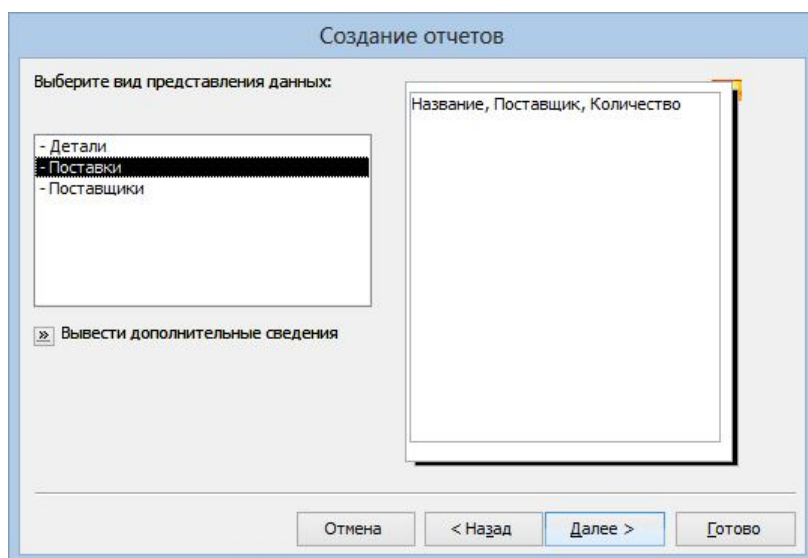 Создание отчетов
Выберите вид представления данных:
- Детали
- Поставки
- Поставщики
» Вывести дополнительные сведения
Название, Поставщик, Количество
Отмена
< Назад
Далее >
Готово